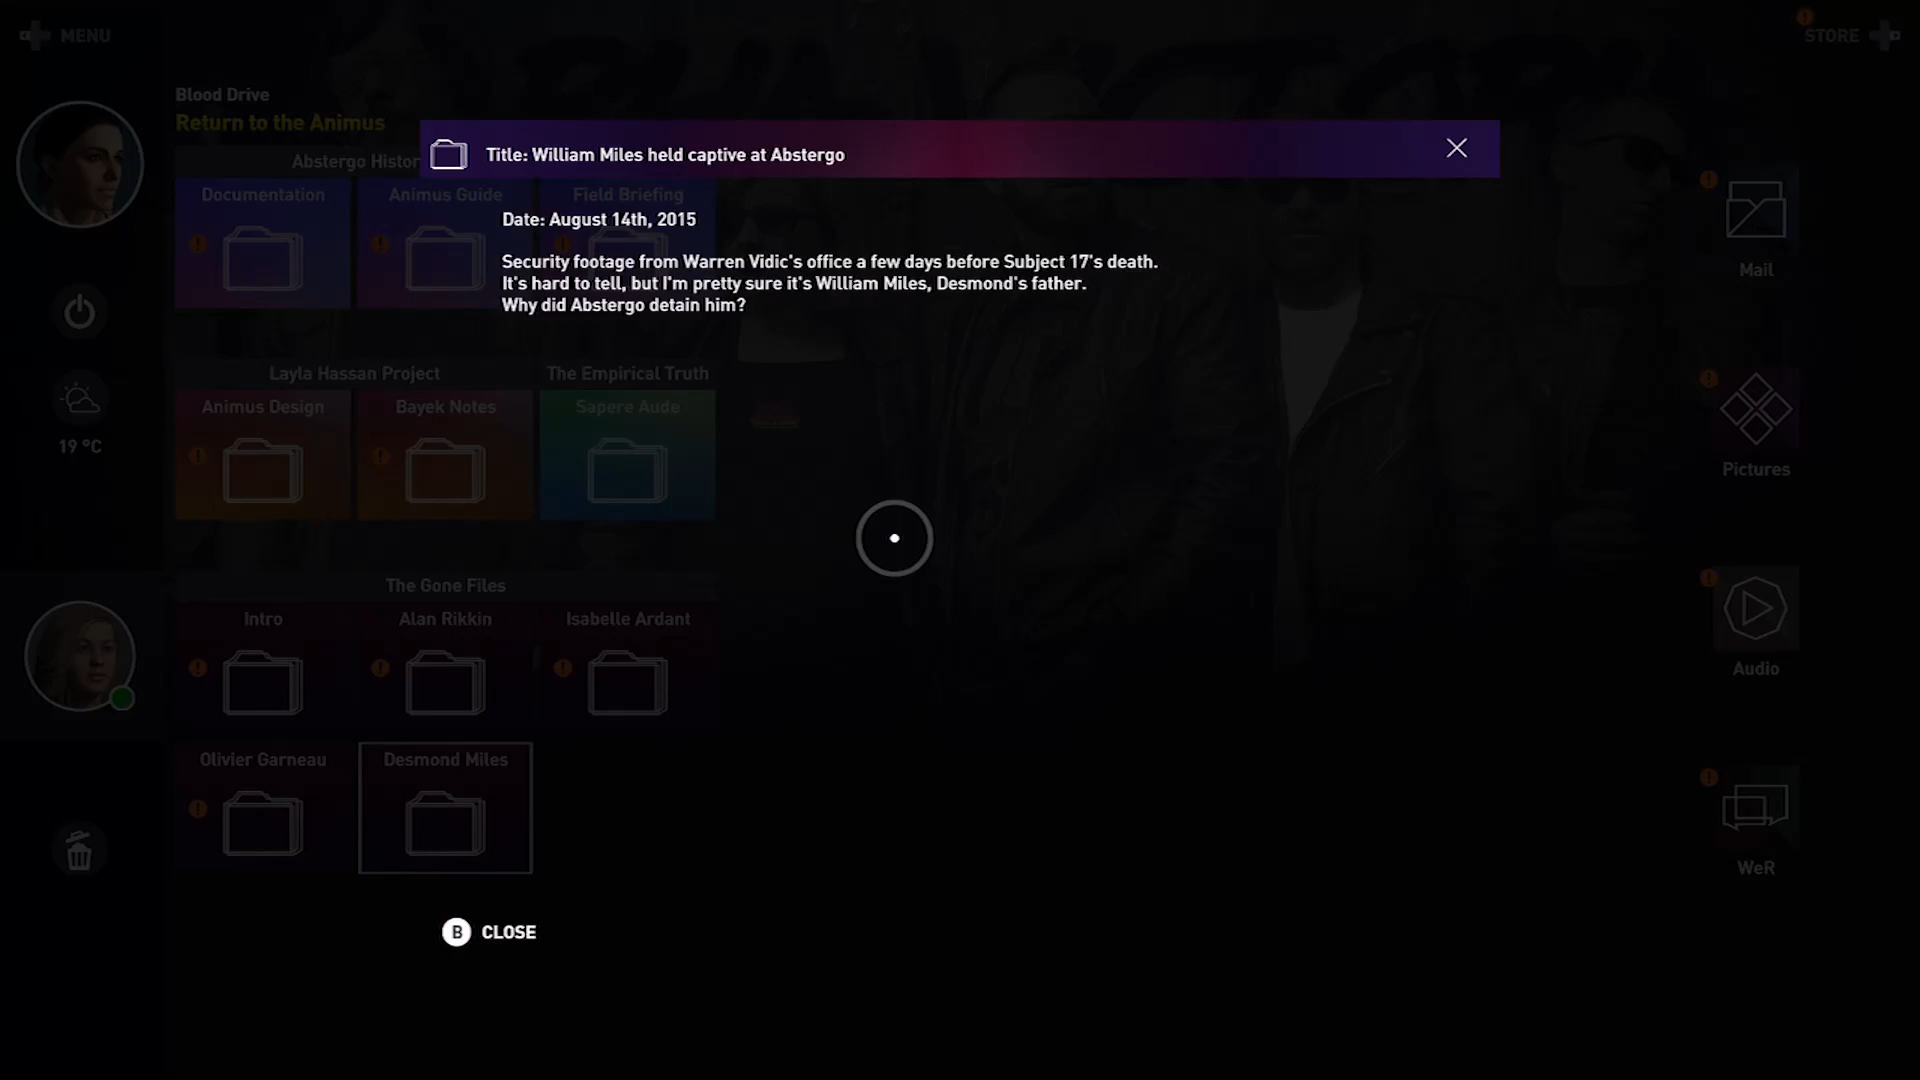 MENU
STORE
Blood Drive
Return to the Animus
Title: William Miles held captive at Abstergo
Abstergo Histor
Documentation
Animus Guide
Field Briefing
Date: August 14th, 2015
Security footage from Warren Vidic's office a few days before Subject 17's death.
It's hard to tell, but I'm pretty sure it's William Miles, Desmond's father.
Why did Abstergo detain him?
Mail
Layla Hassan Project
The Empirical Truth
Animus Design
Bayek Notes
Sapere Aude
19 °C
Pictures
The Gone Files
Intro
Alan Rikkin
Isabelle Ardant
Audio
Olivier Garneau
Desmond Miles
WeR
B CLOSE